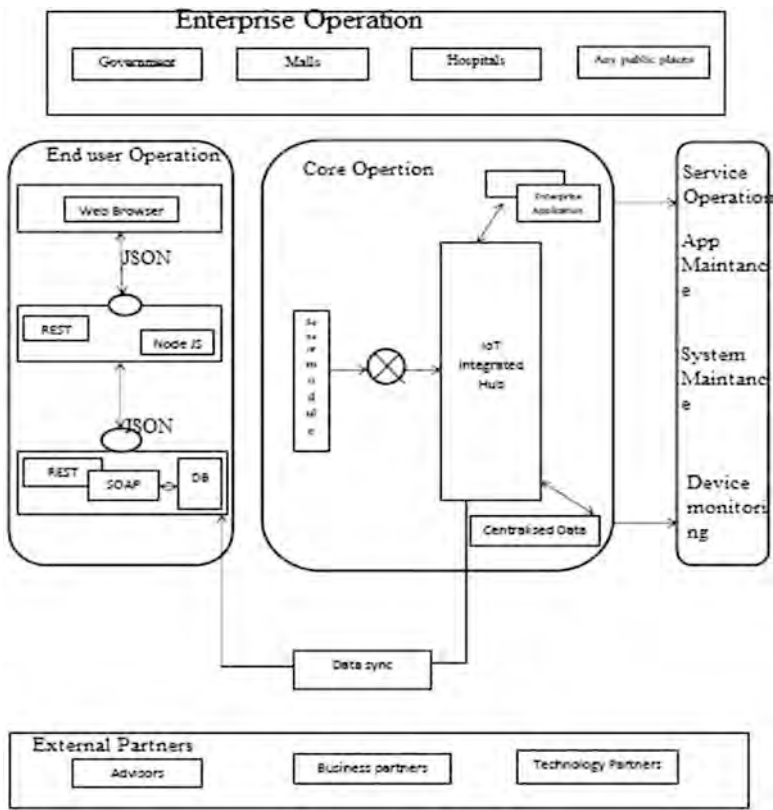 Enterprise Operation
Government
Malls
Hospitals
Any public places
End user Operation
Web Browser
JSON
REST
Node JS
JSON
REST
SOAP
DB
Core Opertion
Enterprise
Application
IoT
Integrated
Hub
Centralised Data
Service
Operation
App
Maintanc
e
System
Maintanc
e
Device
monitori
ng
Data sync
External Partners
Advisors
Business partners
Technology Partners